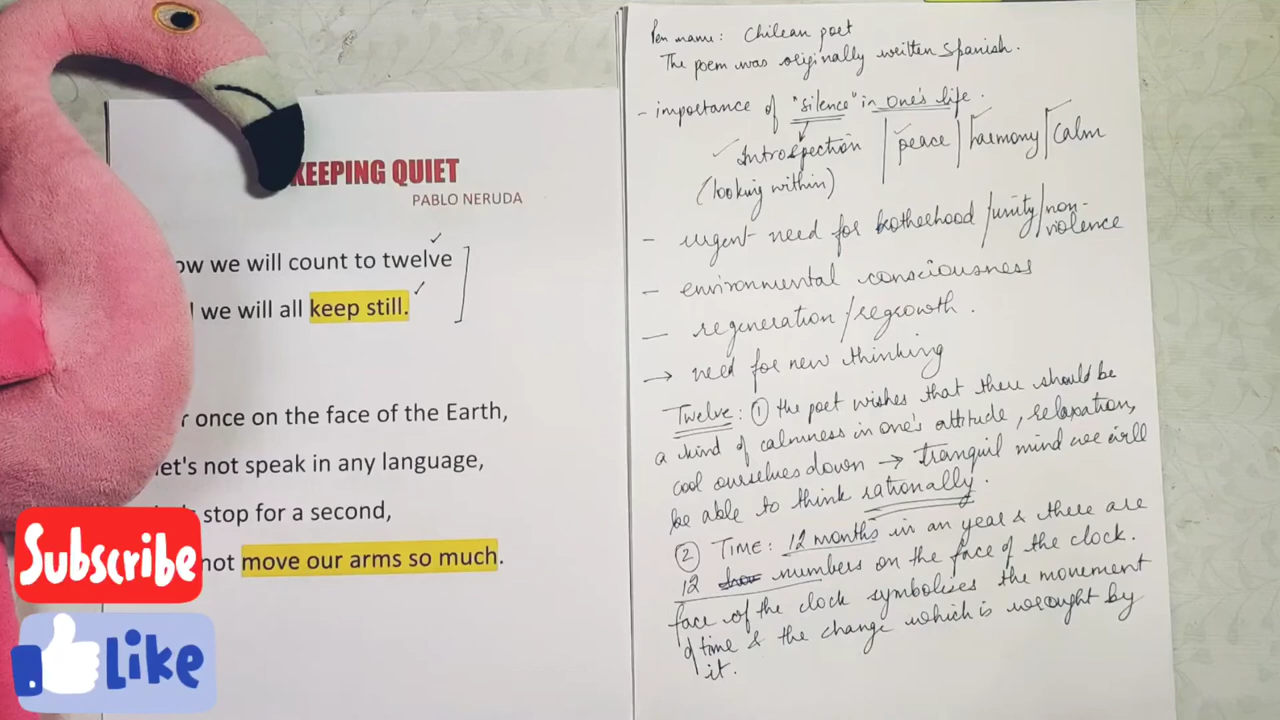 KEEPING QUIET
PABLO NERUDA
ow we will count to twelve
we will all keep still.
r once on the face of the Earth,
let's not speak in any language,
stop for a second,
not move our arms so much.
Subscribe
Like
Pen name: Chilean poet
The poem was originally written Spanish.
- importance of "silence" in one's life.
Introspection | peace | harmony | calm
(looking within)
- urgent need for brotherhood / unity / non-
violence
- environmental consciousness
- regeneration / regrowth.
→ need for new thinking
Twelve: ① the poet wishes that there should be
a kind of calmness in one's attitude, relaxation,
cool ourselves down → tranquil mind we will
be able to think rationally.
② TIME: 12 months in an year & there are
12 numbers on the face of the clock.
face of the clock symbolises the movement
of time & the change which is wrought by
it.